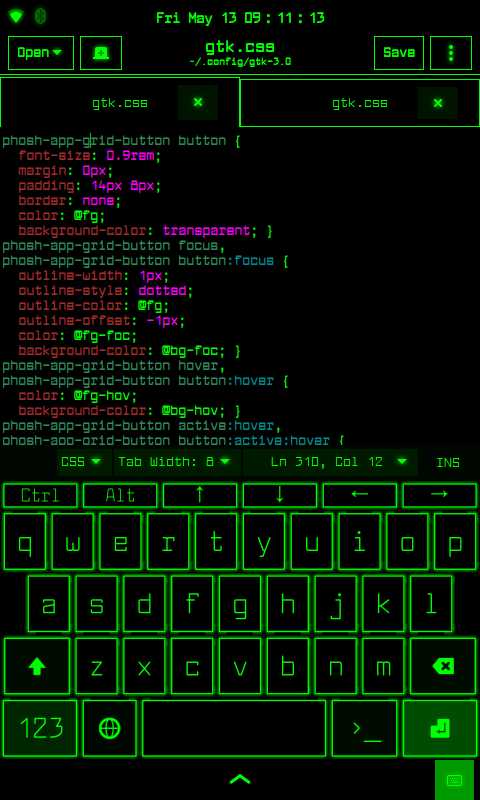 Fri May 13 09:11:13
Open
gtk.css
~/.config/gtk-3.0
Save
gtk.css × gtk.css ×
phosh-app-grid-button button {
  font-size: 0.9rem;
  margin: 0px;
  padding: 14px 8px;
  border: none;
  color: @fg;
  background-color: transparent; }
phosh-app-grid-button focus,
phosh-app-grid-button button:focus {
  outline-width: 1px;
  outline-style: dotted;
  outline-color: @fg;
  outline-offset: -1px;
  color: @fg-foc;
  background-color: @bg-foc; }
phosh-app-grid-button hover,
phosh-app-grid-button button:hover {
  color: @fg-hov;
  background-color: @bg-hov; }
phosh-app-grid-button active:hover,
phosh-app-grid-button button:active:hover {
CSS Tab Width: 8 Ln 310, Col 12 INS
Ctrl Alt ↑ ↓ ← →
q w e r t y u i o p
a s d f g h j k l
z x c v b n m
123 >_